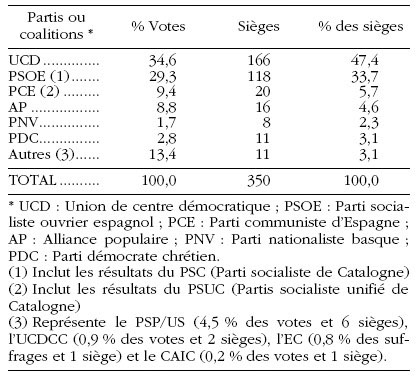 Partis ou coalitions * % Votes Sièges % des sièges
UCD .............. 34,6 166 47,4
PSOE (1)....... 29,3 118 33,7
PCE (2) ......... 9,4 20 5,7
AP ................. 8,8 16 4,6
PNV............... 1,7 8 2,3
PDC............... 2,8 11 3,1
Autres (3)...... 13,4 11 3,1
TOTAL .......... 100,0 350 100,0
* UCD : Union de centre démocratique ; PSOE : Parti socia-
liste ouvrier espagnol ; PCE : Parti communiste d'Espagne ;
AP : Alliance populaire ; PNV : Parti nationaliste basque ;
PDC : Parti démocrate chrétien.
(1) Inclut les résultats du PSC (Parti socialiste de Catalogne)
(2) Inclut les résultats du PSUC (Partis socialiste unifié de
Catalogne)
(3) Représente le PSP/US (4,5 % des votes et 6 sièges),
l'UCDCC (0,9 % des votes et 2 sièges), l'EC (0,8 % des suf-
frages et 1 siège) et le CAIC (0,2 % des votes et 1 siège).